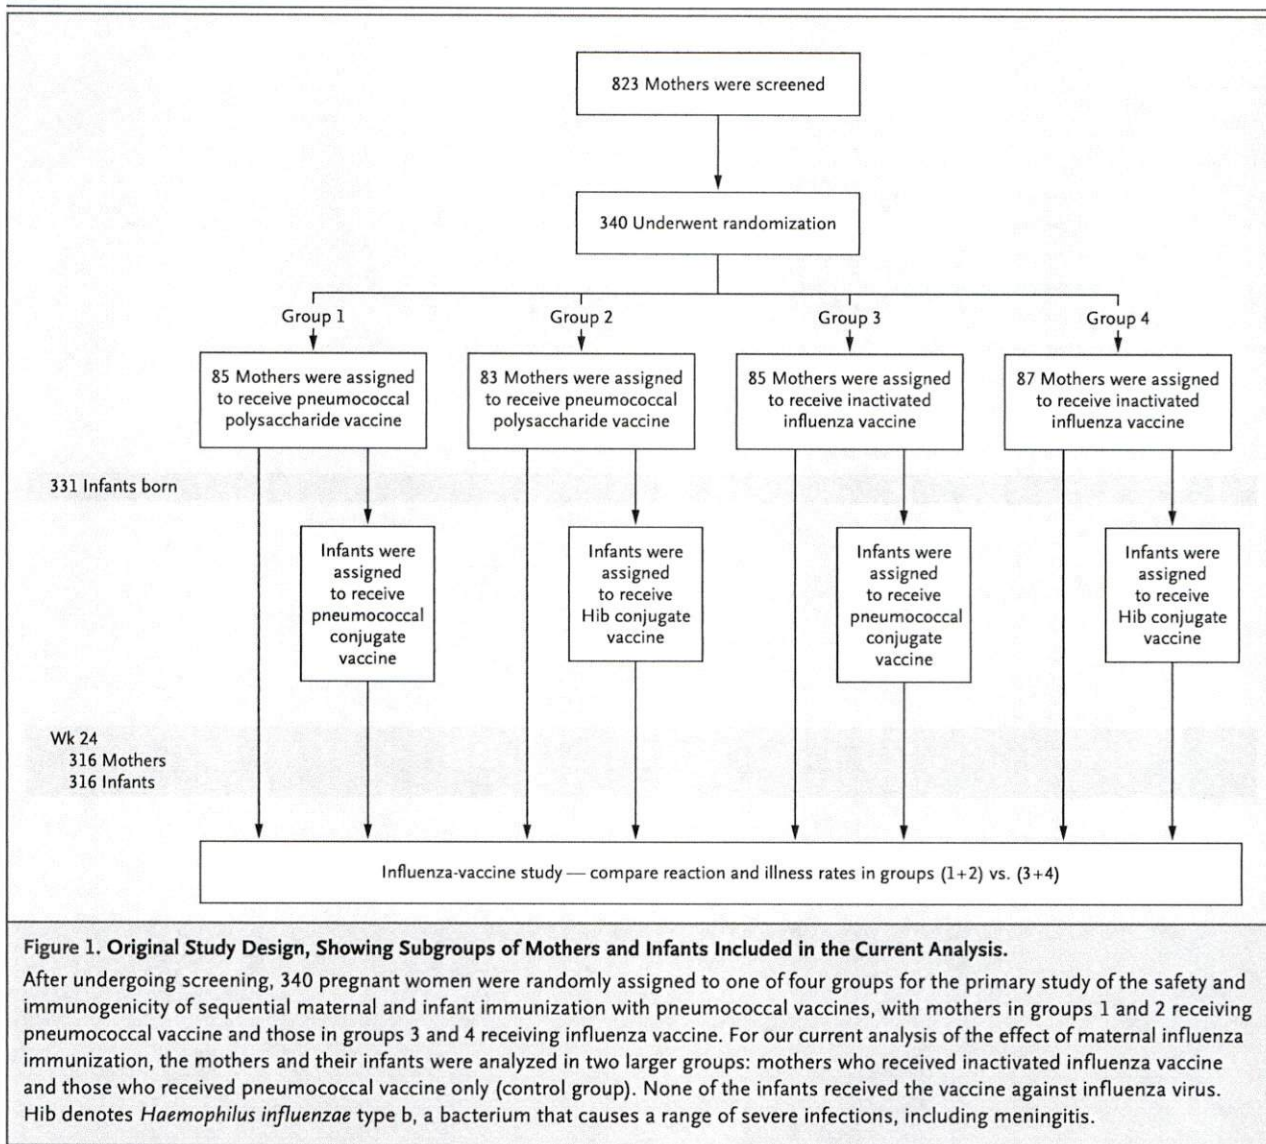 823 Mothers were screened
340 Underwent randomization
Group 1
Group 2
Group 3
Group 4
85 Mothers were assigned
to receive pneumococcal
polysaccharide vaccine
83 Mothers were assigned
to receive pneumococcal
polysaccharide vaccine
85 Mothers were assigned
to receive inactivated
influenza vaccine
87 Mothers were assigned
to receive inactivated
influenza vaccine
331 Infants born
Infants were
assigned
to receive
pneumococcal
conjugate
vaccine
Infants were
assigned
to receive
Hib conjugate
vaccine
Infants were
assigned
to receive
pneumococcal
conjugate
vaccine
Infants were
assigned
to receive
Hib conjugate
vaccine
Wk 24
316 Mothers
316 Infants
Influenza-vaccine study — compare reaction and illness rates in groups (1+2) vs. (3+4)
Figure 1. Original Study Design, Showing Subgroups of Mothers and Infants Included in the Current Analysis.
After undergoing screening, 340 pregnant women were randomly assigned to one of four groups for the primary study of the safety and
immunogenicity of sequential maternal and infant immunization with pneumococcal vaccines, with mothers in groups 1 and 2 receiving
pneumococcal vaccine and those in groups 3 and 4 receiving influenza vaccine. For our current analysis of the effect of maternal influenza
immunization, the mothers and their infants were analyzed in two larger groups: mothers who received inactivated influenza vaccine
and those who received pneumococcal vaccine only (control group). None of the infants received the vaccine against influenza virus.
Hib denotes Haemophilus influenzae type b, a bacterium that causes a range of severe infections, including meningitis.